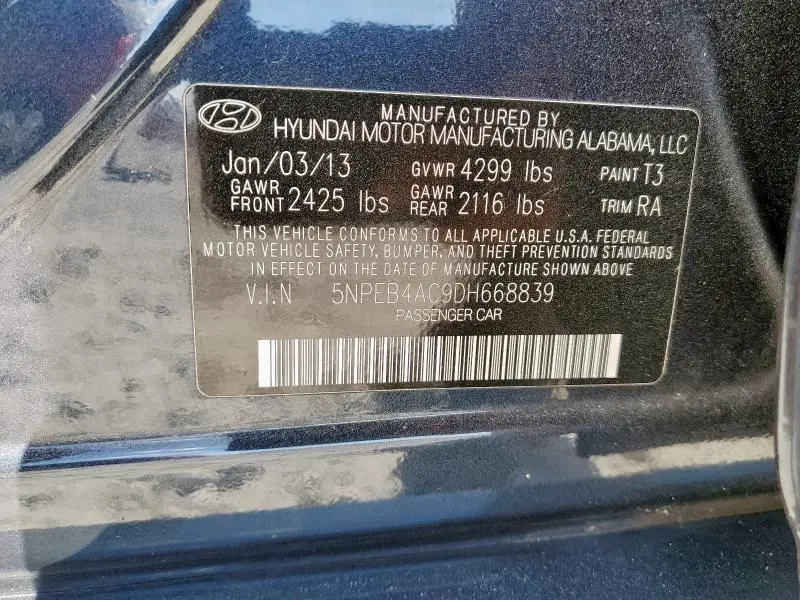 MANUFACTURED BY
HYUNDAI MOTOR MANUFACTURING ALABAMA, LLC
Jan/03/13 GVWR 4299 lbs PAINT T3
GAWR FRONT 2425 lbs GAWR REAR 2116 lbs TRIM RA
THIS VEHICLE CONFORMS TO ALL APPLICABLE U.S.A. FEDERAL
MOTOR VEHICLE SAFETY, BUMPER, AND THEFT PREVENTION STANDARDS
IN EFFECT ON THE DATE OF MANUFACTURE SHOWN ABOVE
V.I.N 5NPEB4AC9DH668839
PASSENGER CAR